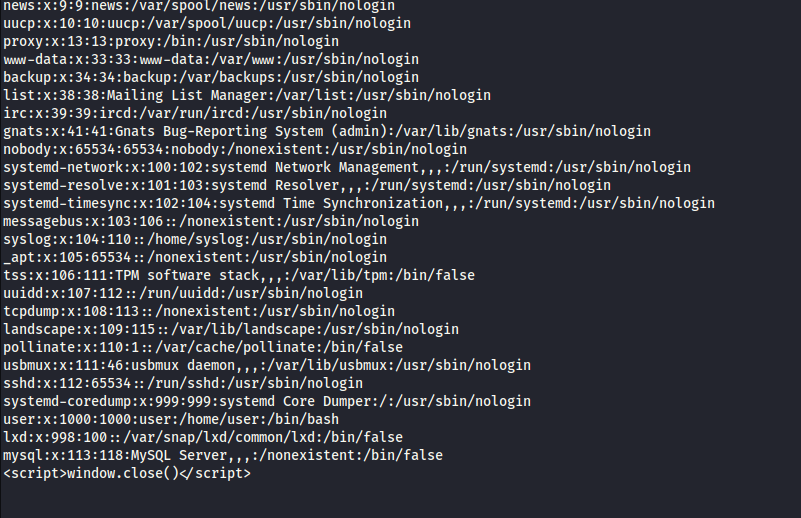 news:x:9:9:news:/var/spool/news:/usr/sbin/nologin
uucp:x:10:10:uucp:/var/spool/uucp:/usr/sbin/nologin
proxy:x:13:13:proxy:/bin:/usr/sbin/nologin
www-data:x:33:33:www-data:/var/www:/usr/sbin/nologin
backup:x:34:34:backup:/var/backups:/usr/sbin/nologin
list:x:38:38:Mailing List Manager:/var/list:/usr/sbin/nologin
irc:x:39:39:ircd:/var/run/ircd:/usr/sbin/nologin
gnats:x:41:41:Gnats Bug-Reporting System (admin):/var/lib/gnats:/usr/sbin/nologin
nobody:x:65534:65534:nobody:/nonexistent:/usr/sbin/nologin
systemd-network:x:100:102:systemd Network Management,,,:/run/systemd:/usr/sbin/nologin
systemd-resolve:x:101:103:systemd Resolver,,,:/run/systemd:/usr/sbin/nologin
systemd-timesync:x:102:104:systemd Time Synchronization,,,:/run/systemd:/usr/sbin/nologin
messagebus:x:103:106::/nonexistent:/usr/sbin/nologin
syslog:x:104:110::/home/syslog:/usr/sbin/nologin
_apt:x:105:65534::/nonexistent:/usr/sbin/nologin
tss:x:106:111:TPM software stack,,,:/var/lib/tpm:/bin/false
uuidd:x:107:112::/run/uuidd:/usr/sbin/nologin
tcpdump:x:108:113::/nonexistent:/usr/sbin/nologin
landscape:x:109:115::/var/lib/landscape:/usr/sbin/nologin
pollinate:x:110:1::/var/cache/pollinate:/bin/false
usbmux:x:111:46:usbmux daemon,,,:/var/lib/usbmux:/usr/sbin/nologin
sshd:x:112:65534::/run/sshd:/usr/sbin/nologin
systemd-coredump:x:999:999:systemd Core Dumper:/:/usr/sbin/nologin
user:x:1000:1000:user:/home/user:/bin/bash
lxd:x:998:100::/var/snap/lxd/common/lxd:/bin/false
mysql:x:113:118:MySQL Server,,,:/nonexistent:/bin/false
<script>window.close()</script>